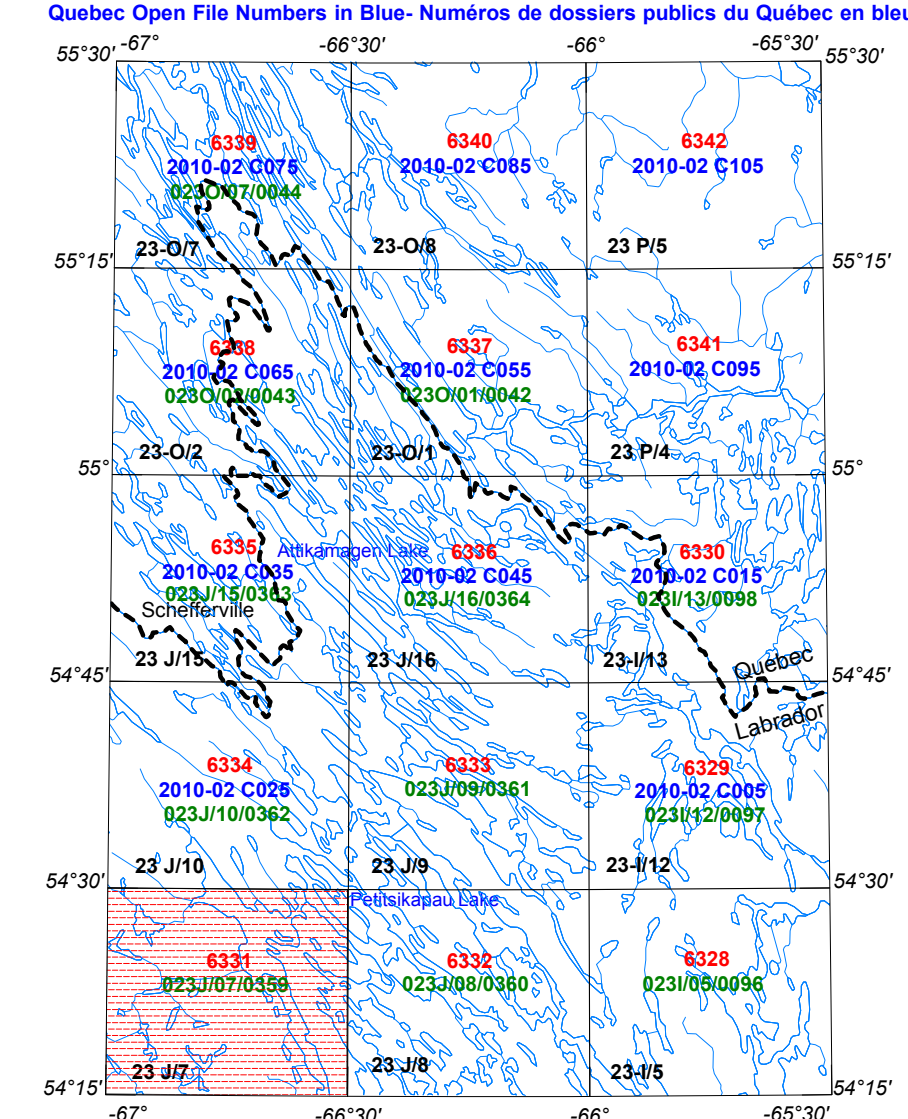 Quebec Open File Numbers in Blue- Numéros de dossiers publics du Québec en bleu
-67° -66°30' -66° -65°30'
55°30' 55°30'
6339 6340 6342
2010-02 C075 2010-02 C085 2010-02 C105
023O/07/0044
23-O/7 23-O/8 23 P/5
55°15' 55°15'
6338 6337 6341
2010-02 C065 2010-02 C055 2010-02 C095
023O/02/0043 023O/01/0042
23-O/2 23-O/1 23 P/4
55° 55°
6335 Attikamagen Lake 6336 6330
2010-02 C035 2010-02 C045 2010-02 C015
023J/15/0363 023J/16/0364 023I/13/0098
Schefferville
23 J/15 23 J/16 23-I/13 Quebec
54°45' 54°45'
Labrador
6334 6333 6329
2010-02 C025 023J/09/0361 2010-02 C005
023J/10/0362 023I/12/0097
23 J/10 23 J/9 23-I/12
54°30' 54°30'
Petitsikapau Lake
6331 6332 6328
023J/07/0359 023J/08/0360 023I/05/0096
23 J/7 23 J/8 23-I/5
54°15' 54°15'
-67° -66°30' -66° -65°30'